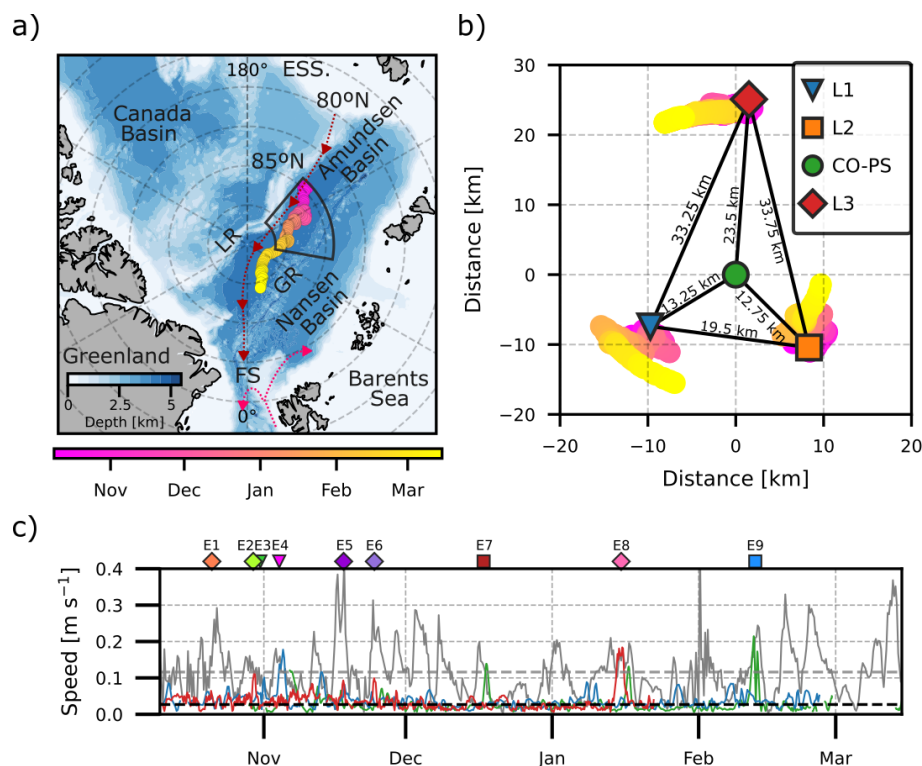 a)
180°
ESS.
80ºN
Canada
Basin
Amundsen
Basin
85ºN
LR
GR
Nansen
Basin
Greenland
FS
Barents
Sea
0
2.5
5
Depth [km]
0°
Nov
Dec
Jan
Feb
Mar
b)
30
20
10
0
−10
−20
Distance [km]
−20
−10
0
10
20
Distance [km]
L1
L2
CO-PS
L3
33.25 km
23.5 km
33.75 km
13.25 km
12.75 km
19.5 km
c)
E1
E2
E3
E4
E5
E6
E7
E8
E9
0.4
0.3
0.2
0.1
0.0
Speed [m s⁻¹]
Nov
Dec
Jan
Feb
Mar